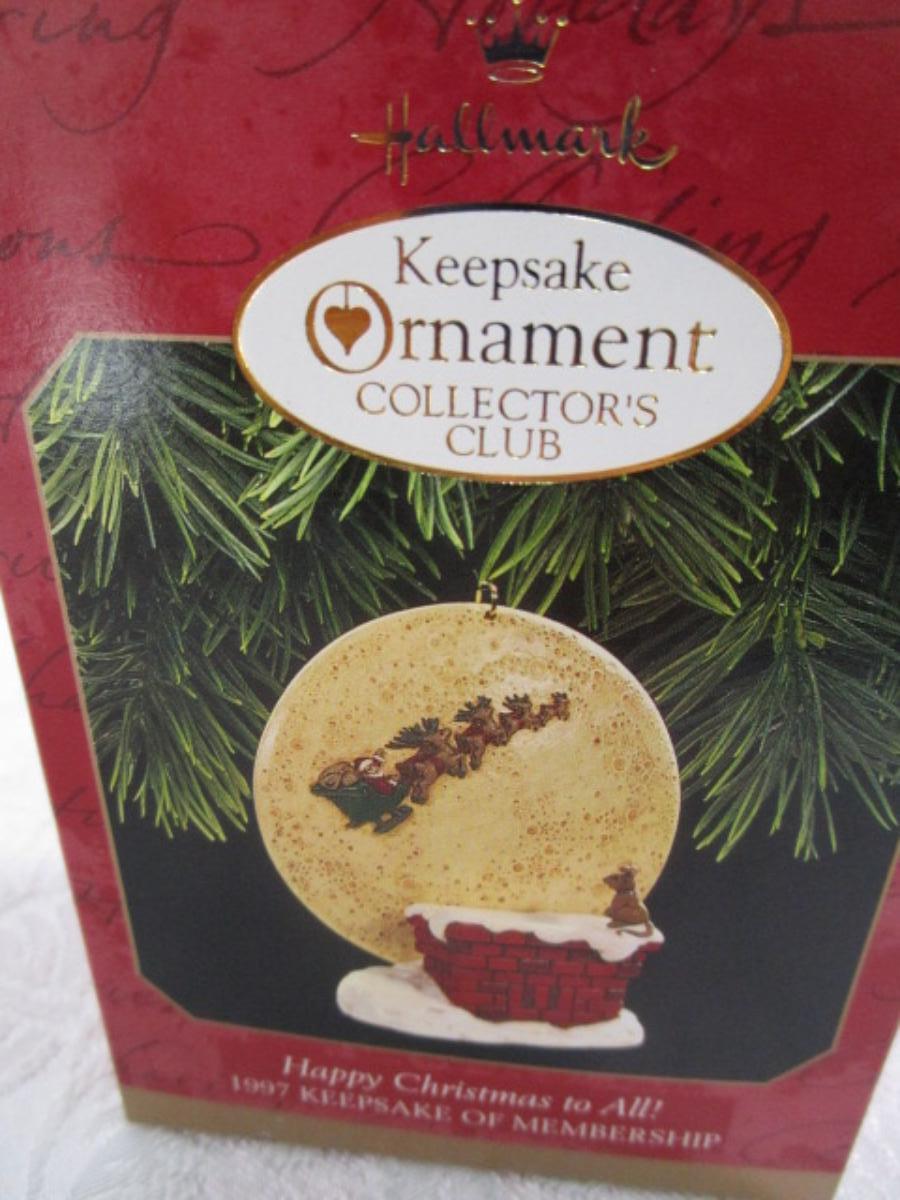 Hallmark
Keepsake
Ornament
COLLECTOR'S
CLUB
Happy Christmas to All!
1997 KEEPSAKE OF MEMBERSHIP